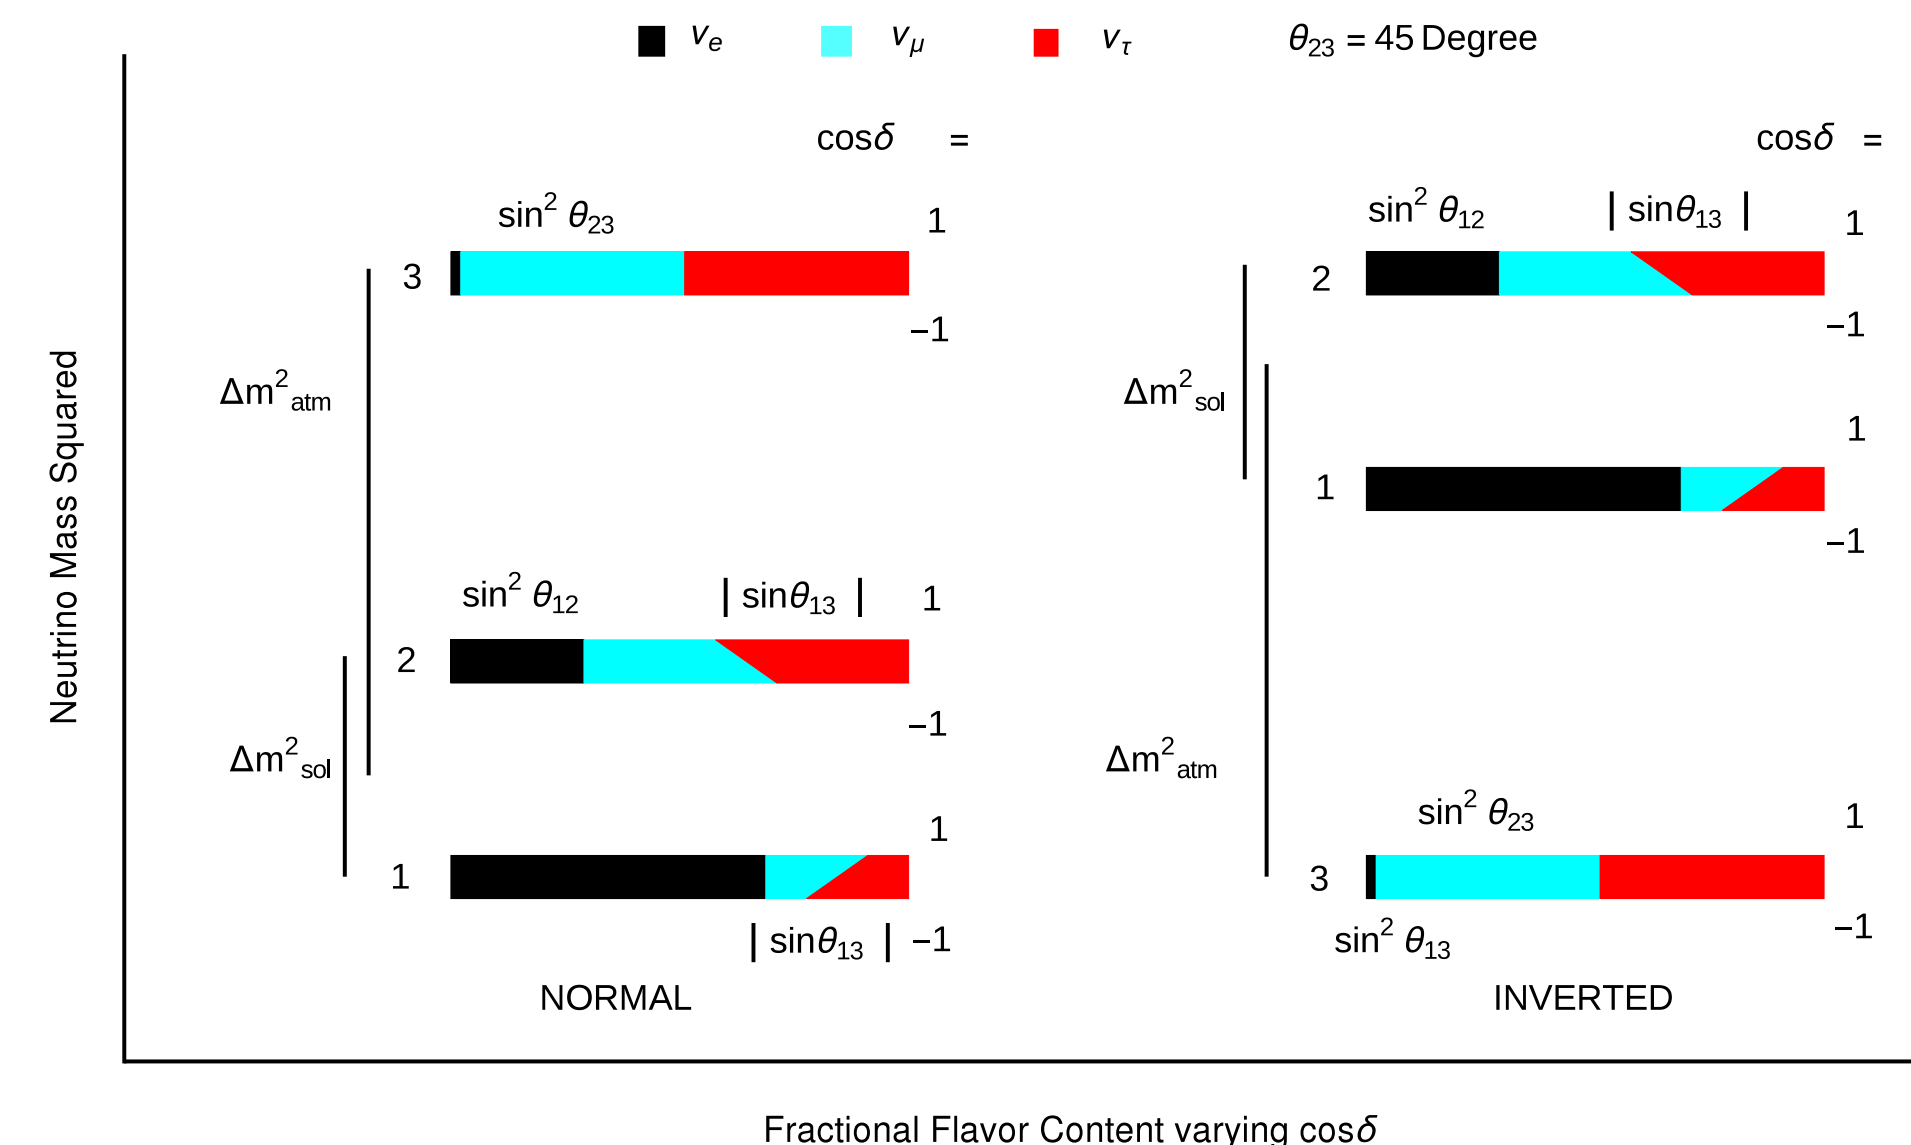 νe νμ ντ θ23 = 45 Degree
cosδ =
cosδ =
sin² θ23
1
3
−1
Δm²atm
sin² θ12 | sinθ13 |
1
2
−1
Δm²sol
1
1
| sinθ13 | −1
NORMAL
sin² θ12 | sinθ13 |
1
2
−1
Δm²sol
1
1
−1
Δm²atm
sin² θ23
1
3
−1
sin² θ13
INVERTED
Neutrino Mass Squared
Fractional Flavor Content varying cosδ